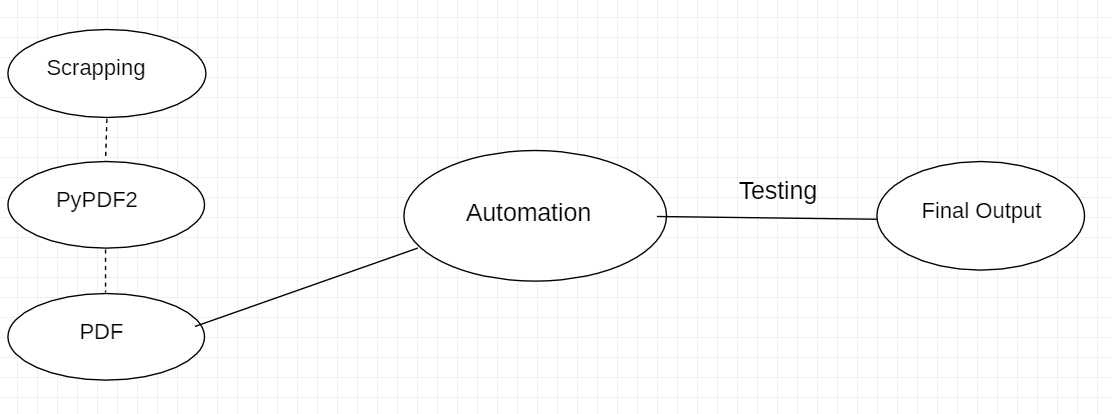 Scrapping
PyPDF2
PDF
Automation
Testing
Final Output